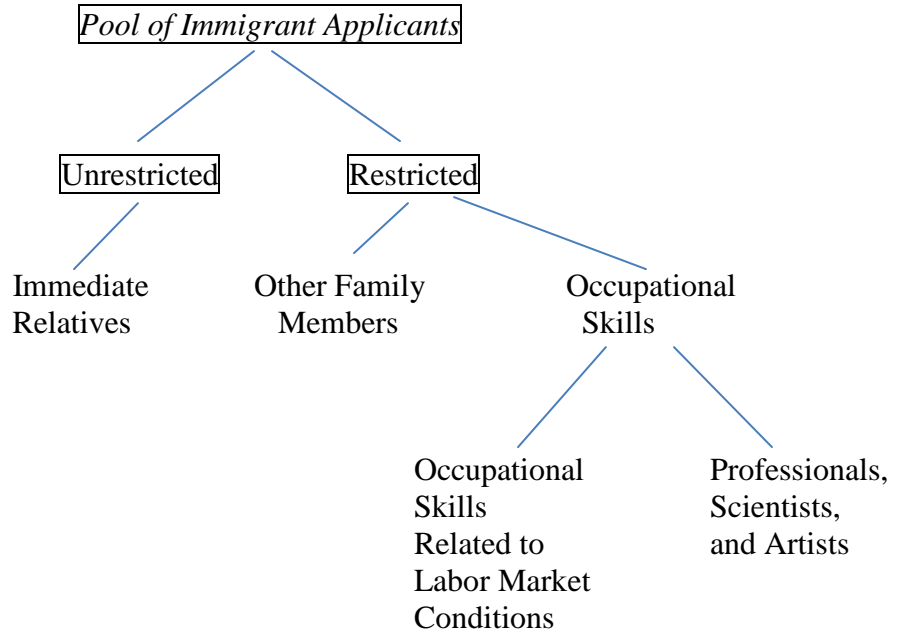 Pool of Immigrant Applicants
Unrestricted
Restricted
Immediate
Relatives
Other Family
Members
Occupational
Skills
Occupational
Skills
Related to
Labor Market
Conditions
Professionals,
Scientists,
and Artists